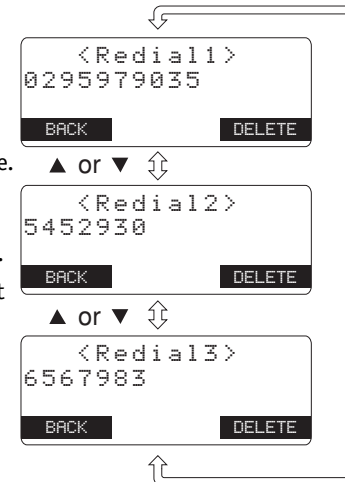 <Redial1>
0295979035
BACK DELETE
e.
▲ or ▼
<Redial2>
5452930
.
BACK DELETE
t
▲ or ▼
<Redial3>
6567983
BACK DELETE